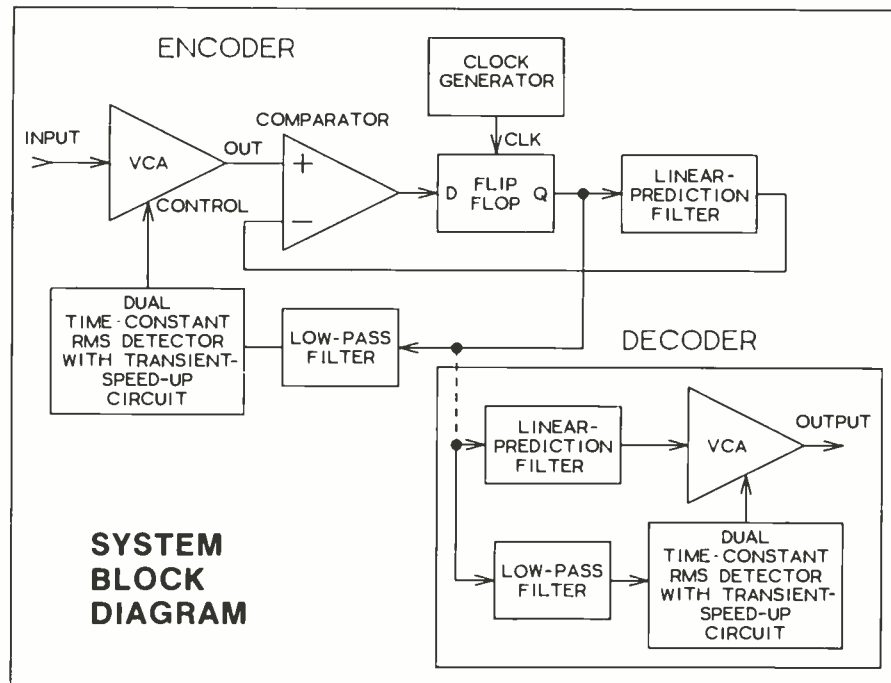 ENCODER
CLOCK
GENERATOR
COMPARATOR
INPUT
VCA
OUT
CLK
+
−
D
FLIP
FLOP
Q
LINEAR-
PREDICTION
FILTER
CONTROL
DUAL
TIME-CONSTANT
RMS DETECTOR
WITH TRANSIENT-
SPEED-UP
CIRCUIT
LOW-PASS
FILTER
DECODER
LINEAR-
PREDICTION
FILTER
VCA
OUTPUT
LOW-PASS
FILTER
DUAL
TIME-CONSTANT
RMS DETECTOR
WITH TRANSIENT-
SPEED-UP
CIRCUIT
SYSTEM
BLOCK
DIAGRAM